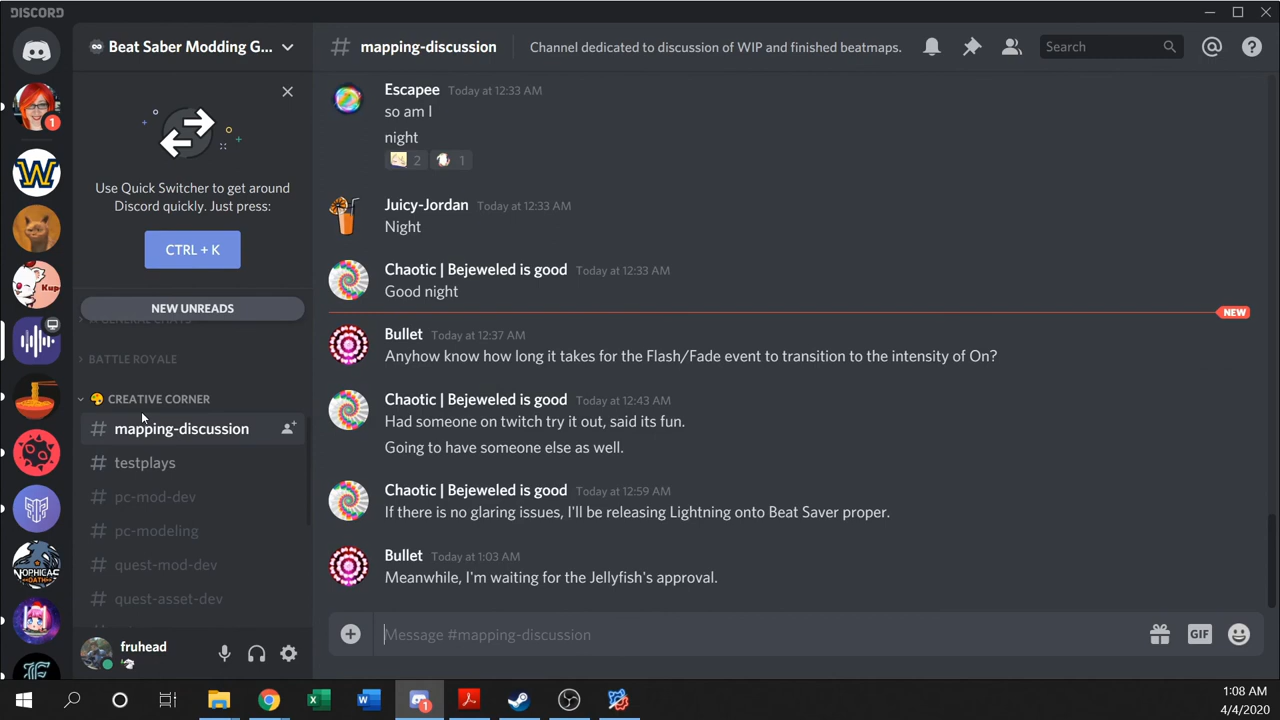 DISCORD
Beat Saber Modding G...
# mapping-discussion
Channel dedicated to discussion of WIP and finished beatmaps.
Search
Use Quick Switcher to get around
Discord quickly. Just press:
CTRL + K
NEW UNREADS
GENERAL CHATS
BATTLE ROYALE
CREATIVE CORNER
# mapping-discussion
# testplays
# pc-mod-dev
# pc-modeling
# quest-mod-dev
# quest-asset-dev
fruhead
1
Kup
NOPHICAS
OATH
Escapee Today at 12:33 AM
so am I
night
2 1
Juicy-Jordan Today at 12:33 AM
Night
Chaotic | Bejeweled is good Today at 12:33 AM
Good night
NEW
Bullet Today at 12:37 AM
Anyhow know how long it takes for the Flash/Fade event to transition to the intensity of On?
Chaotic | Bejeweled is good Today at 12:43 AM
Had someone on twitch try it out, said its fun.
Going to have someone else as well.
Chaotic | Bejeweled is good Today at 12:59 AM
If there is no glaring issues, I'll be releasing Lightning onto Beat Saver proper.
Bullet Today at 1:03 AM
Meanwhile, I'm waiting for the Jellyfish's approval.
Message #mapping-discussion
GIF
1
1:08 AM
4/4/2020